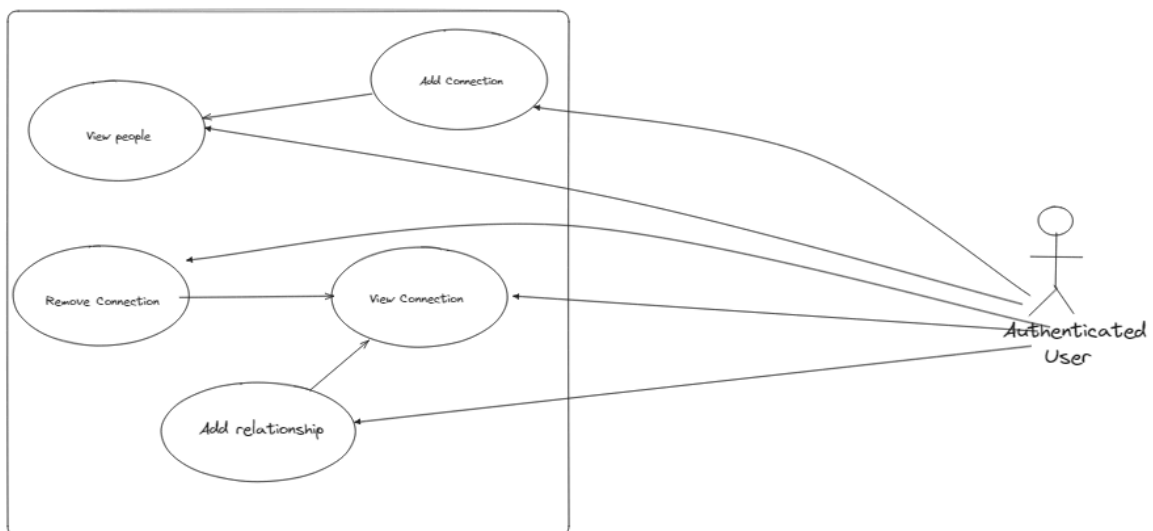 Add Connection
View people
Remove Connection
View Connection
Add relationship
Authenticated
User